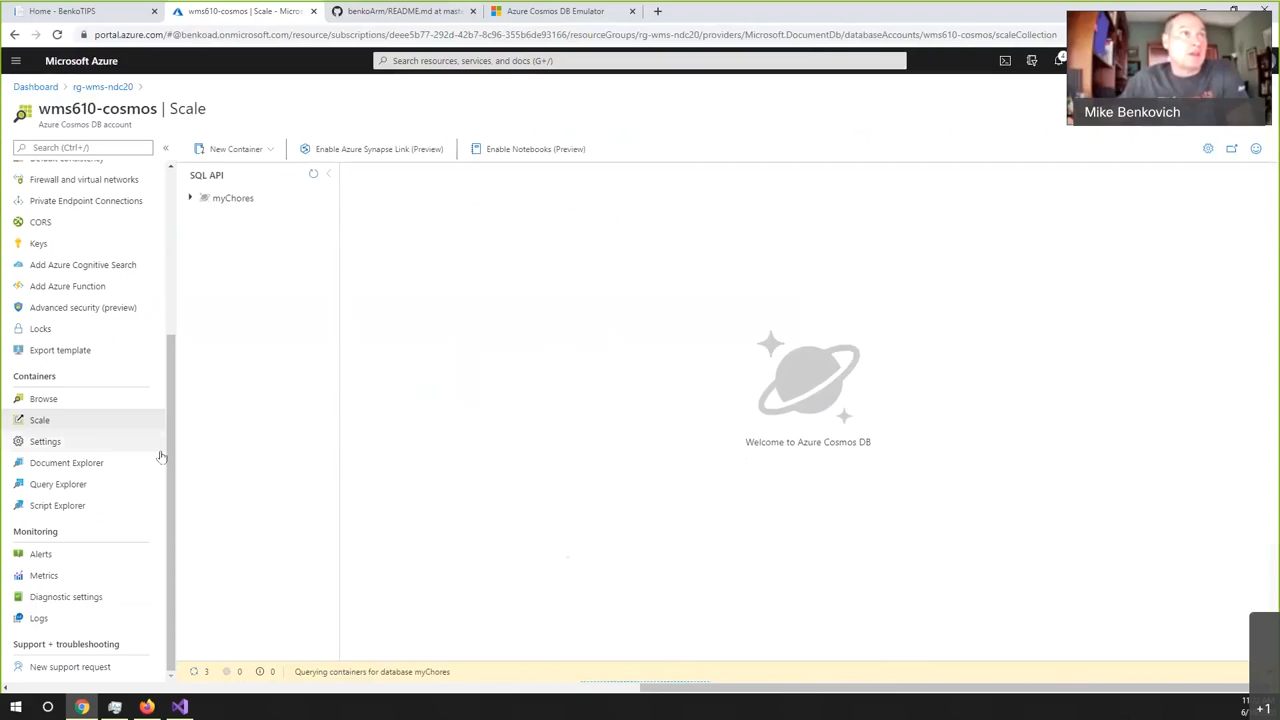 Home - BenkoTIPS
wms610-cosmos | Scale - Micros
benkoArm/README.md at maste
Azure Cosmos DB Emulator
portal.azure.com/#@benkoad.onmicrosoft.com/resource/subscriptions/deee5b77-292d-42b7-8c96-355b6de93166/resourceGroups/rg-wms-ndc20/providers/Microsoft.DocumentDb/databaseAccounts/wms610-cosmos/scaleCollection
Microsoft Azure
Search resources, services, and docs (G+/)
Mike Benkovich
Dashboard
rg-wms-ndc20
wms610-cosmos | Scale
Azure Cosmos DB account
Search (Ctrl+/)
New Container
Enable Azure Synapse Link (Preview)
Enable Notebooks (Preview)
Default consistency
Firewall and virtual networks
Private Endpoint Connections
CORS
Keys
Add Azure Cognitive Search
Add Azure Function
Advanced security (preview)
Locks
Export template
Containers
Browse
Scale
Settings
Document Explorer
Query Explorer
Script Explorer
Monitoring
Alerts
Metrics
Diagnostic settings
Logs
Support + troubleshooting
New support request
SQL API
myChores
Welcome to Azure Cosmos DB
3
0
0
Querying containers for database myChores
+1